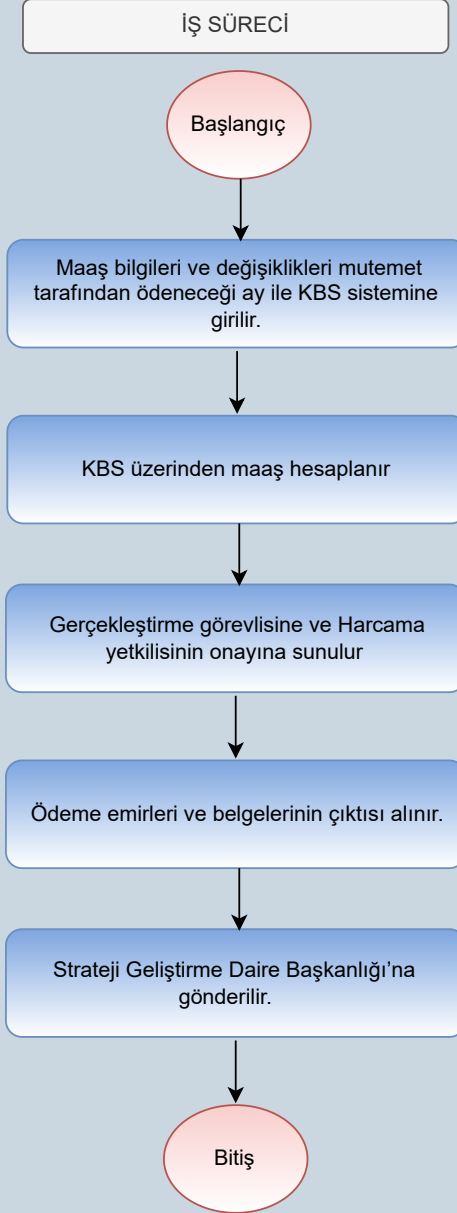 İŞ SÜRECİ
Başlangıç
Maaş bilgileri ve değişiklikleri mutemet
tarafından ödeneceği ay ile KBS sistemine
girilir.
KBS üzerinden maaş hesaplanır
Gerçekleştirme görevlisine ve Harcama
yetkilisinin onayına sunulur
Ödeme emirleri ve belgelerinin çıktısı alınır.
Strateji Geliştirme Daire Başkanlığı’na
gönderilir.
Bitiş